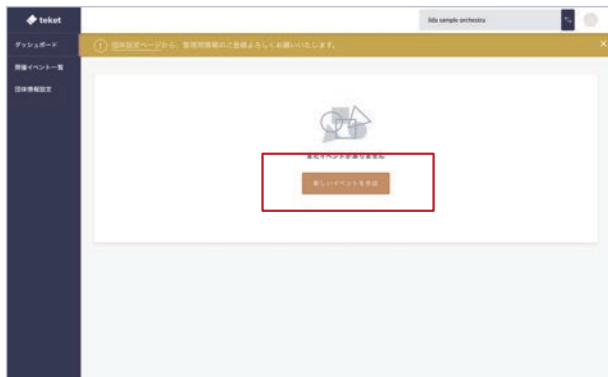 teket
iida sample orchestra
ダッシュボード
団体設定ページから、管理用情報のご登録よろしくお願いいたします。
開催イベント一覧
団体情報設定
まだイベントがありません
新しいイベントを作成